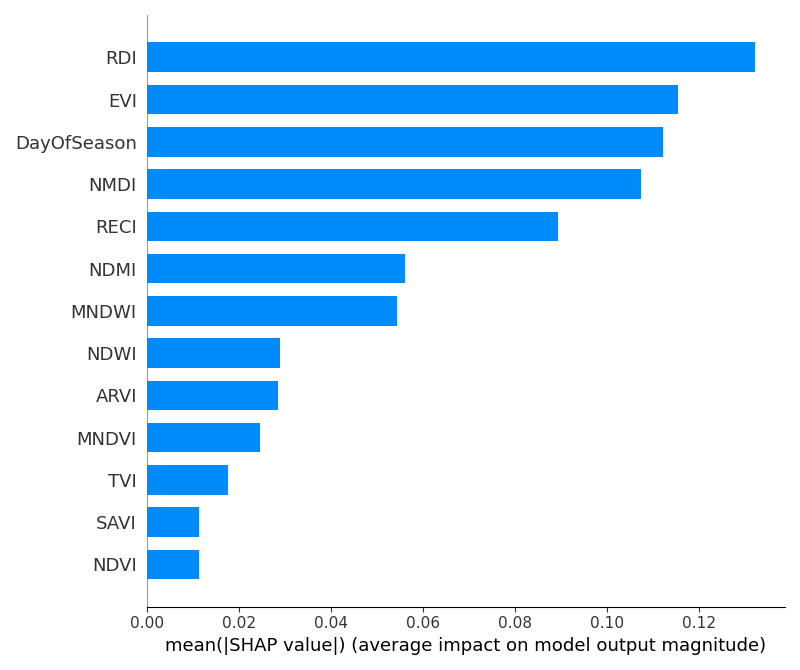 RDI
EVI
DayOfSeason
NMDI
RECI
NDMI
MNDWI
NDWI
ARVI
MNDVI
TVI
SAVI
NDVI
0.00 0.02 0.04 0.06 0.08 0.10 0.12
mean(|SHAP value|) (average impact on model output magnitude)